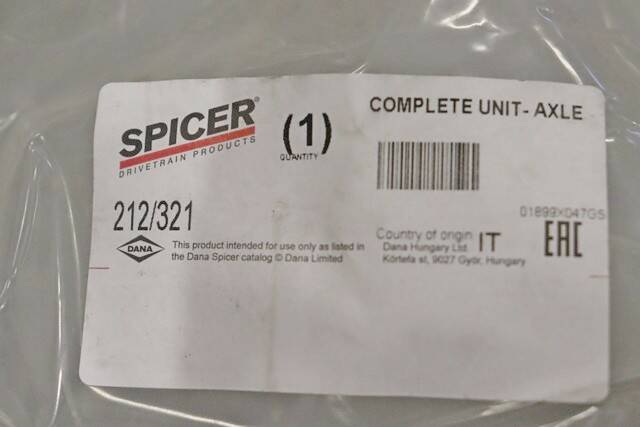 SPICER®
DRIVETRAIN PRODUCTS
(1)
QUANTITY
COMPLETE UNIT- AXLE
212/321
01899XD47GS
DANA
This product intended for use only as listed in
the Dana Spicer catalog © Dana Limited
Country of origin IT
Dana Hungary Ltd.
Körtefa st, 9027 Győr, Hungary
EAC